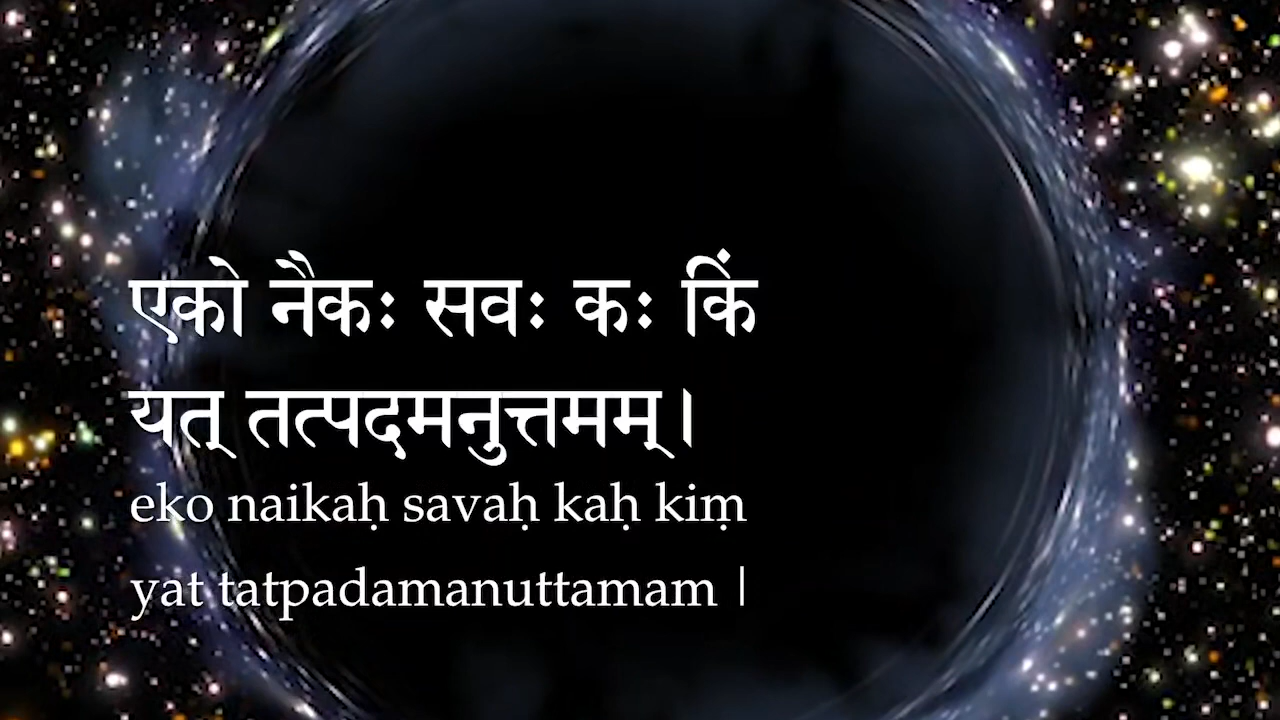 एको नैकः सवः कः किं
यत् तत्पदमनुत्तमम्।
eko naikaḥ savaḥ kaḥ kiṃ
yat tatpadamanuttamam |